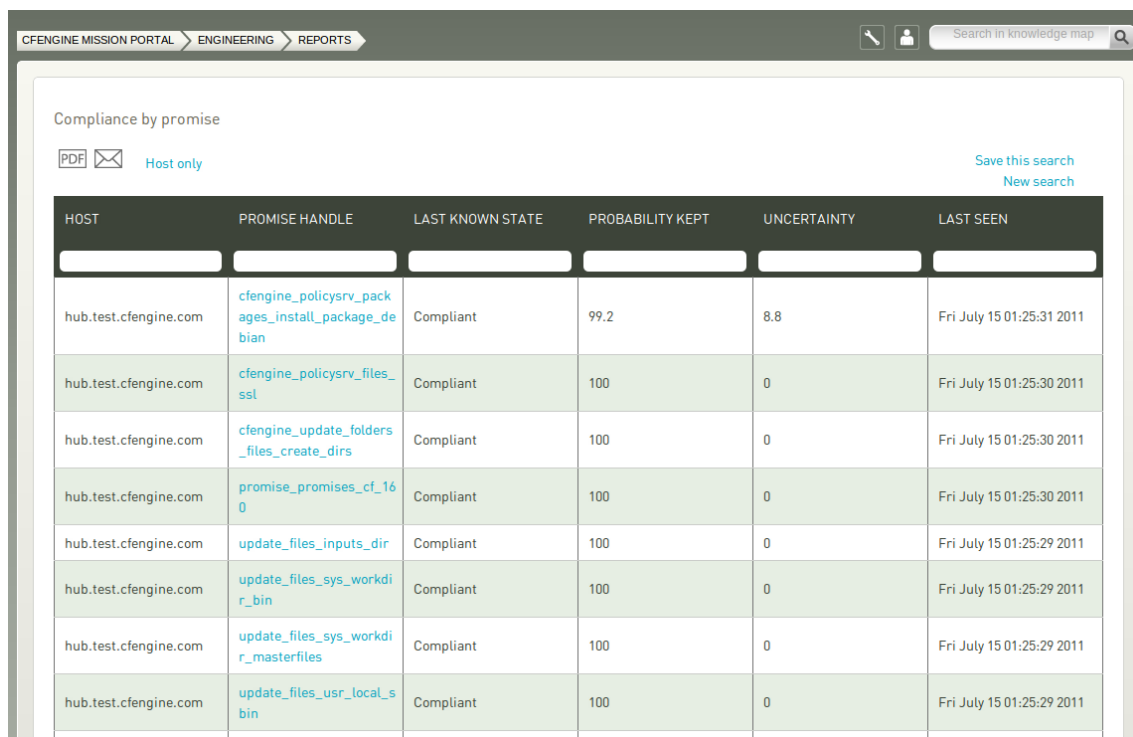 CFENGINE MISSION PORTAL ENGINEERING REPORTS Search in knowledge map
Compliance by promise
PDF Host only Save this search
New search
HOST PROMISE HANDLE LAST KNOWN STATE PROBABILITY KEPT UNCERTAINTY LAST SEEN
cfengine_policysrv_pack
hub.test.cfengine.com ages_install_package_de Compliant 99.2 8.8 Fri July 15 01:25:31 2011
bian
cfengine_policysrv_files_
hub.test.cfengine.com Compliant 100 0 Fri July 15 01:25:30 2011
ssl
cfengine_update_folders
hub.test.cfengine.com Compliant 100 0 Fri July 15 01:25:30 2011
_files_create_dirs
promise_promises_cf_16
hub.test.cfengine.com Compliant 100 0 Fri July 15 01:25:30 2011
0
hub.test.cfengine.com update_files_inputs_dir Compliant 100 0 Fri July 15 01:25:29 2011
update_files_sys_workdi
hub.test.cfengine.com Compliant 100 0 Fri July 15 01:25:29 2011
r_bin
update_files_sys_workdi
hub.test.cfengine.com Compliant 100 0 Fri July 15 01:25:29 2011
r_masterfiles
update_files_usr_local_s
hub.test.cfengine.com Compliant 100 0 Fri July 15 01:25:29 2011
bin